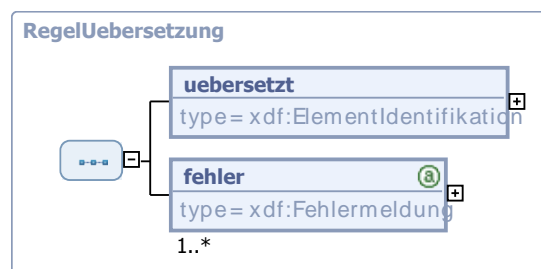 RegelUebersetzung
uebersetzt
type= xdf:ElementIdentifikation
fehler a
type= xdf:Fehlermeldung
1..*